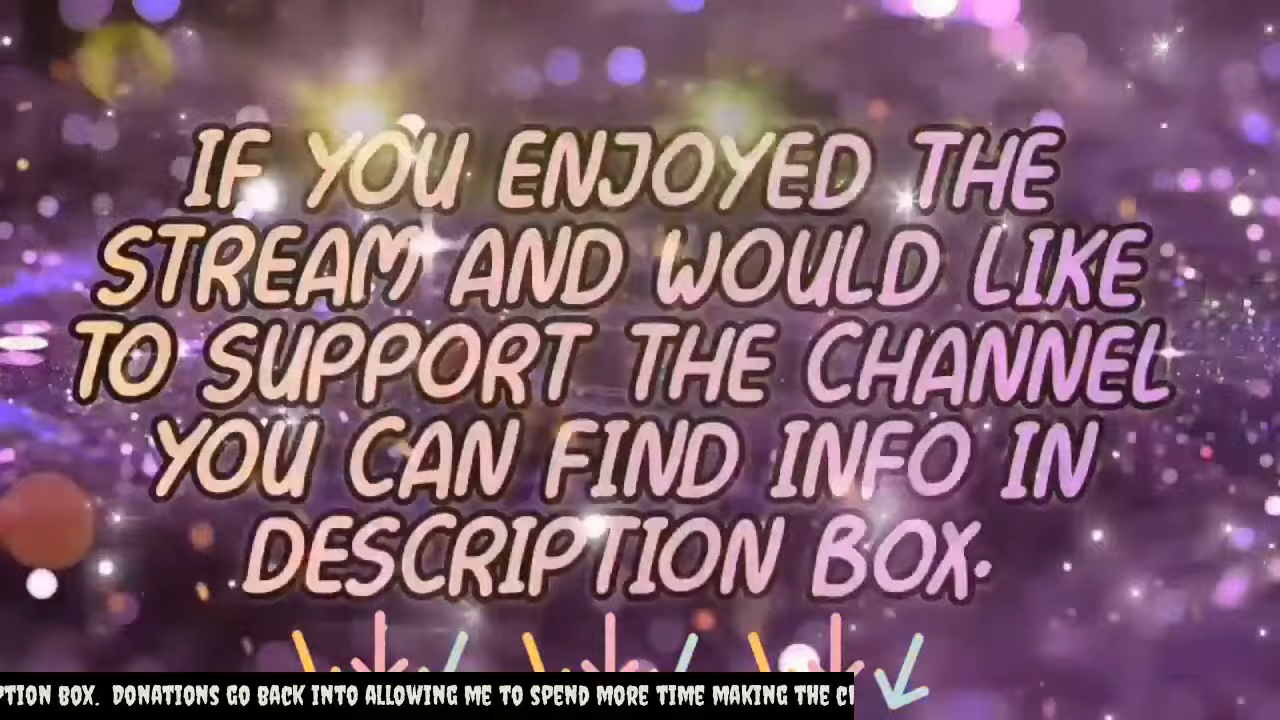 IF YOU ENJOYED THE
STREAM AND WOULD LIKE
TO SUPPORT THE CHANNEL
YOU CAN FIND INFO IN
DESCRIPTION BOX.
BOX. DONATIONS GO BACK INTO ALLOWING ME TO SPEND MORE TIME MAKING THE